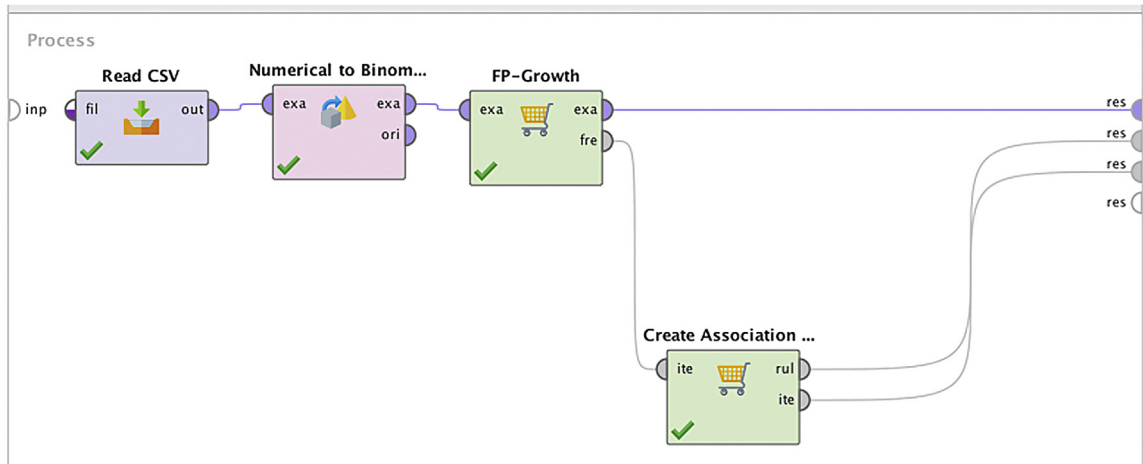 Process
Read CSV
Numerical to Binom...
FP-Growth
inp
fil
out
exa
exa
ori
exa
exa
fre
res
res
res
res
Create Association ...
ite
rul
ite